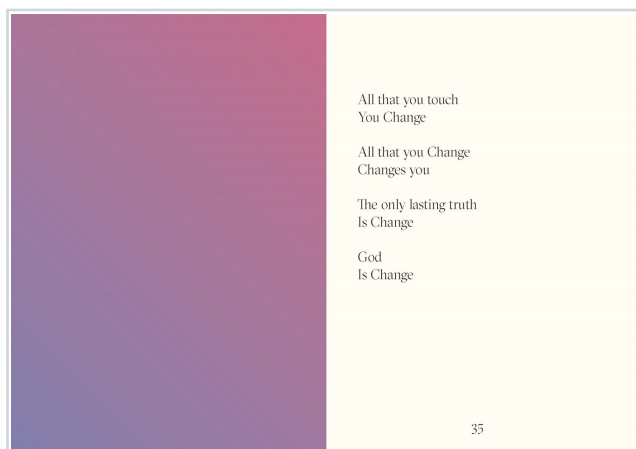 All that you touch
You Change
All that you Change
Changes you
The only lasting truth
Is Change
God
Is Change
35